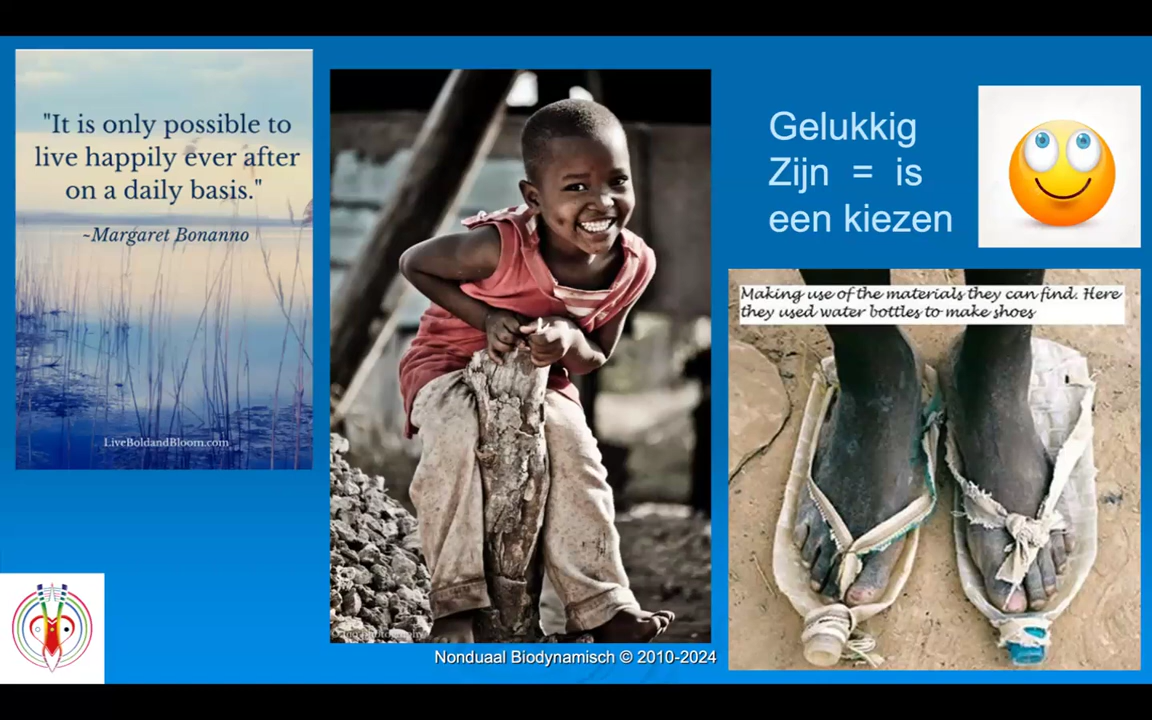 "It is only possible to
live happily ever after
on a daily basis."
~Margaret Bonanno
LiveBoldandBloom.com
Gelukkig
Zijn = is
een kiezen
Making use of the materials they can find. Here
they used water bottles to make shoes
Nonduaal Biodynamisch © 2010-2024